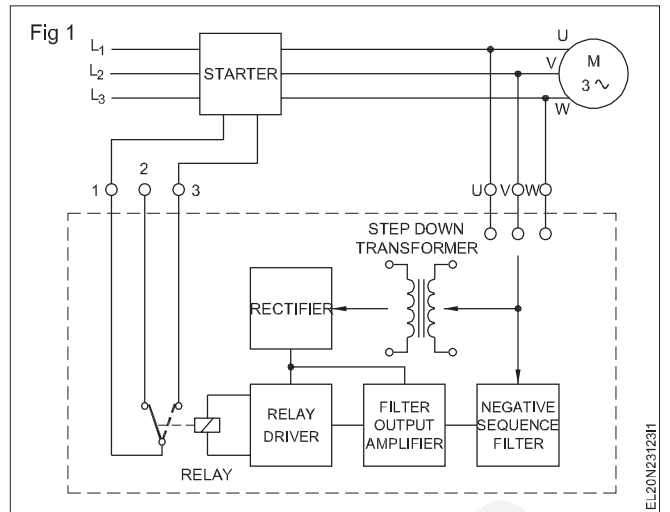 Fig 1
L1
L2
L3
STARTER
U
V
W
M
3 ∿
1
2
3
U
V
W
STEP DOWN
TRANSFORMER
RECTIFIER
RELAY
DRIVER
FILTER
OUTPUT
AMPLIFIER
NEGATIVE
SEQUENCE
FILTER
RELAY
EL20N23123I1